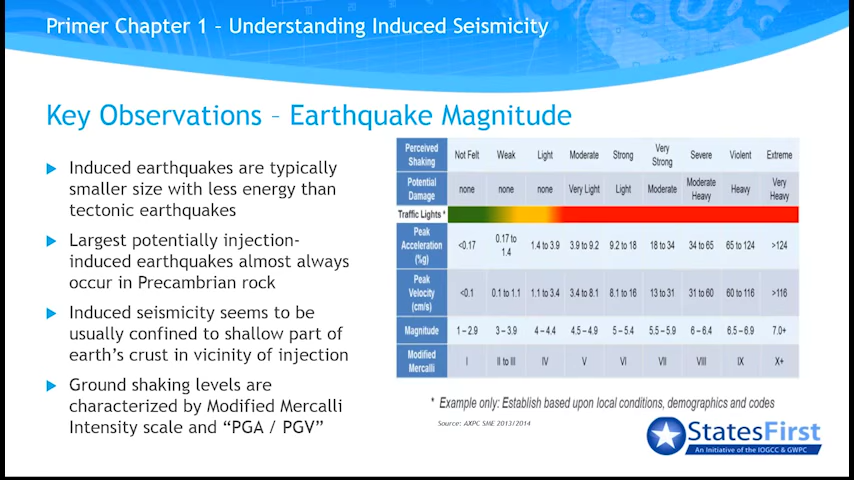 Primer Chapter 1 – Understanding Induced Seismicity
Key Observations – Earthquake Magnitude
Induced earthquakes are typically
smaller size with less energy than
tectonic earthquakes
Largest potentially injection-
induced earthquakes almost always
occur in Precambrian rock
Induced seismicity seems to be
usually confined to shallow part of
earth's crust in vicinity of injection
Ground shaking levels are
characterized by Modified Mercalli
Intensity scale and “PGA / PGV”
Perceived Shaking Not Felt Weak Light Moderate Strong Very Strong Severe Violent Extreme
Potential Damage none none none Very Light Light Moderate Moderate Heavy Heavy Very Heavy
Traffic Lights *
Peak Acceleration (%g) <0.17 0.17 to 1.4 1.4 to 3.9 3.9 to 9.2 9.2 to 18 18 to 34 34 to 65 65 to 124 >124
Peak Velocity (cm/s) <0.1 0.1 to 1.1 1.1 to 3.4 3.4 to 8.1 8.1 to 16 13 to 31 31 to 60 60 to 116 >116
Magnitude 1 – 2.9 3 – 3.9 4 – 4.4 4.5 – 4.9 5 – 5.4 5.5 – 5.9 6 – 6.4 6.5 – 6.9 7.0+
Modified Mercalli I II to III IV V VI VII VIII IX X+
* Example only: Establish based upon local conditions, demographics and codes
Source: AXPC SME 2013/2014
StatesFirst
An Initiative of the IOGCC & GWPC